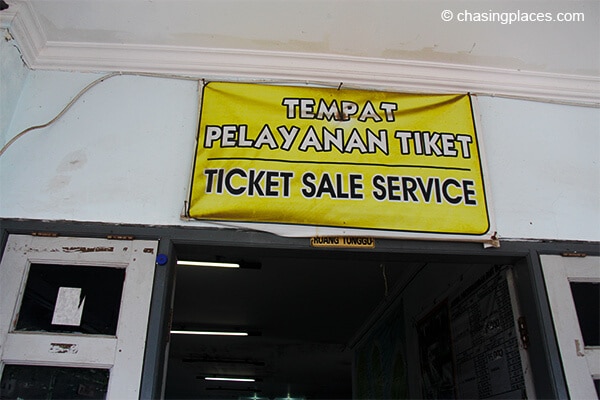 © chasingplaces.com
TEMPAT
PELAYANAN TIKET
TICKET SALE SERVICE
RUANG TUNGGU